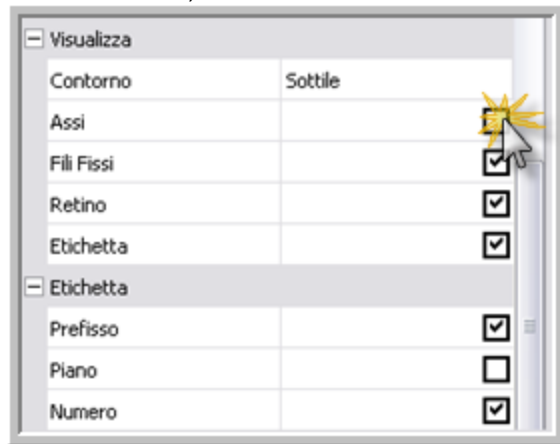 Visualizza
Contorno Sottile
Assi
Fili Fissi
Retino
Etichetta
Etichetta
Prefisso
Piano
Numero